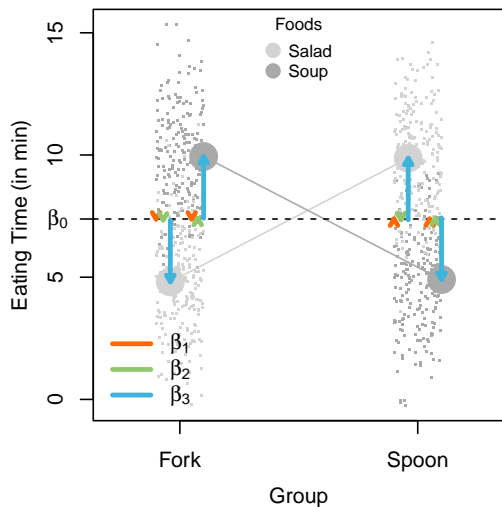 Foods
Salad
Soup
15
10
β0
5
0
Eating Time (in min)
β1
β2
β3
Fork
Spoon
Group